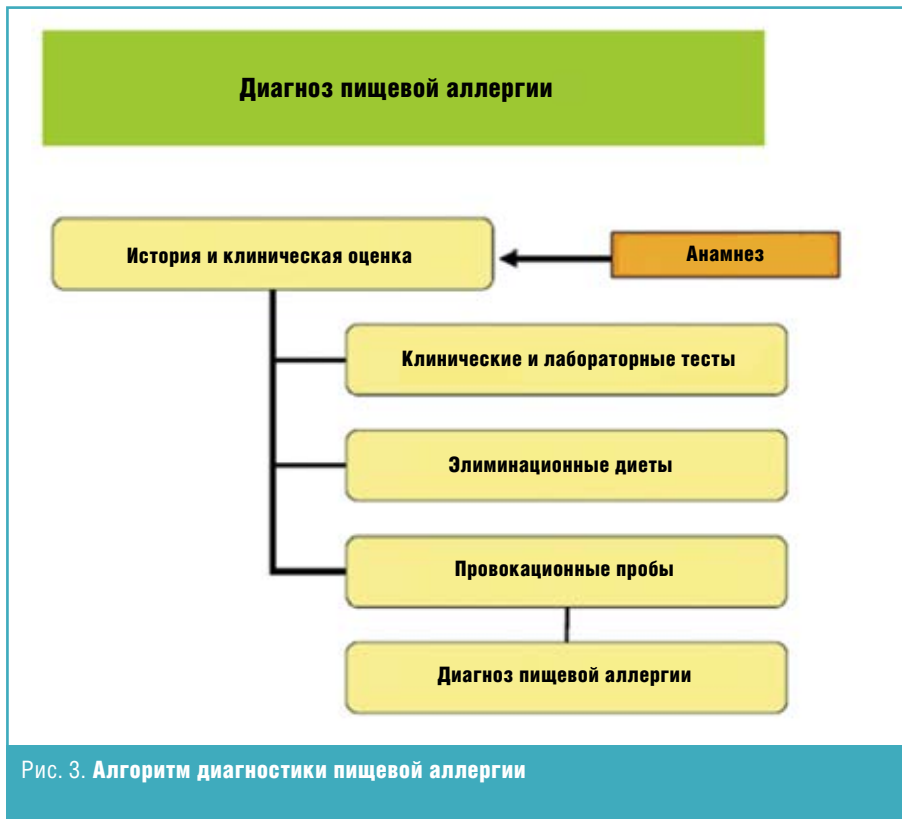 Диагноз пищевой аллергии
История и клиническая оценка
Анамнез
Клинические и лабораторные тесты
Элиминационные диеты
Провокационные пробы
Диагноз пищевой аллергии
Рис. 3. Алгоритм диагностики пищевой аллергии